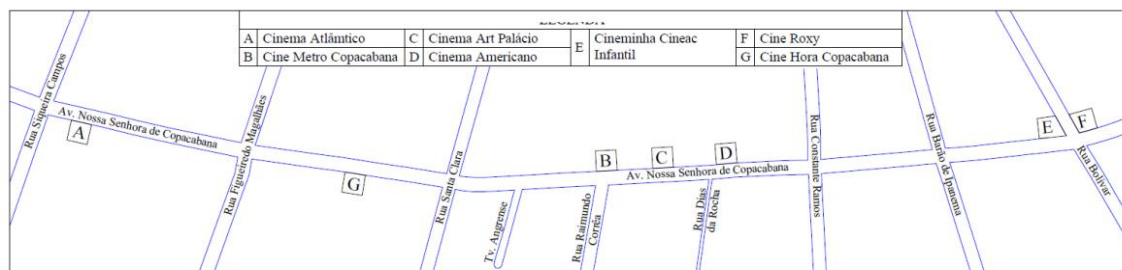 A Cinema Atlâmtico C Cinema Art Palácio E Cineminha Cineac Infantil F Cine Roxy
B Cine Metro Copacabana D Cinema Americano G Cine Hora Copacabana
Rua Siqueira Campos
Av. Nossa Senhora de Copacabana
A
Rua Figueiredo Magalhães
G
Rua Santa Clara
Tv. Angrense
B
C
D
Av. Nossa Senhora de Copacabana
Rua Raimundo
Corrêa
Rua Dias
da Rocha
Rua Constante Ramos
Rua Barão de Ipanema
E
F
Rua Bolivar